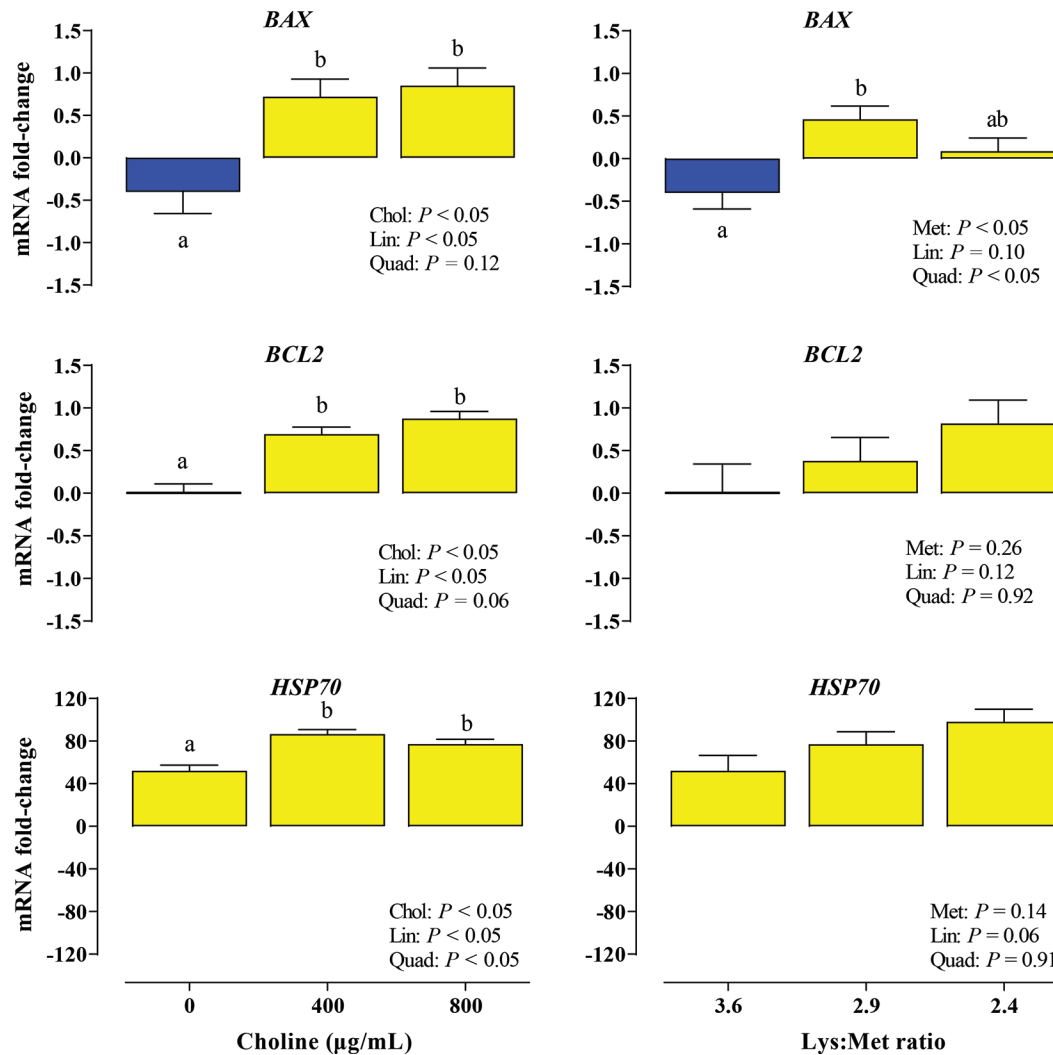 BAX
mRNA fold-change
1.5
1.0
0.5
0.0
-0.5
-1.0
-1.5
a
b
b
Chol: P < 0.05
Lin: P < 0.05
Quad: P = 0.12
BAX
1.5
1.0
0.5
0.0
-0.5
-1.0
-1.5
a
b
ab
Met: P < 0.05
Lin: P = 0.10
Quad: P < 0.05
BCL2
mRNA fold-change
1.5
1.0
0.5
0.0
-0.5
-1.0
-1.5
a
b
b
Chol: P < 0.05
Lin: P < 0.05
Quad: P = 0.06
BCL2
1.5
1.0
0.5
0.0
-0.5
-1.0
-1.5
Met: P = 0.26
Lin: P = 0.12
Quad: P = 0.92
HSP70
mRNA fold-change
120
80
40
0
-40
-80
-120
a
b
b
Chol: P < 0.05
Lin: P < 0.05
Quad: P < 0.05
0 400 800
Choline (µg/mL)
HSP70
120
80
40
0
-40
-80
-120
Met: P = 0.14
Lin: P = 0.06
Quad: P = 0.91
3.6 2.9 2.4
Lys:Met ratio